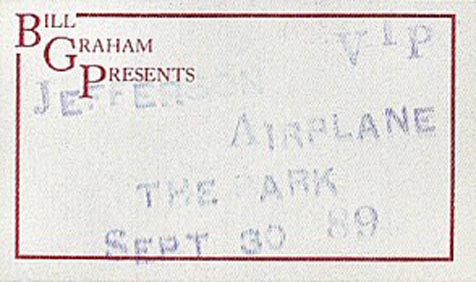 BILL
GRAHAM
PRESENTS
VIP
JEFFERSON
AIRPLANE
THE PARK
SEPT 30 89